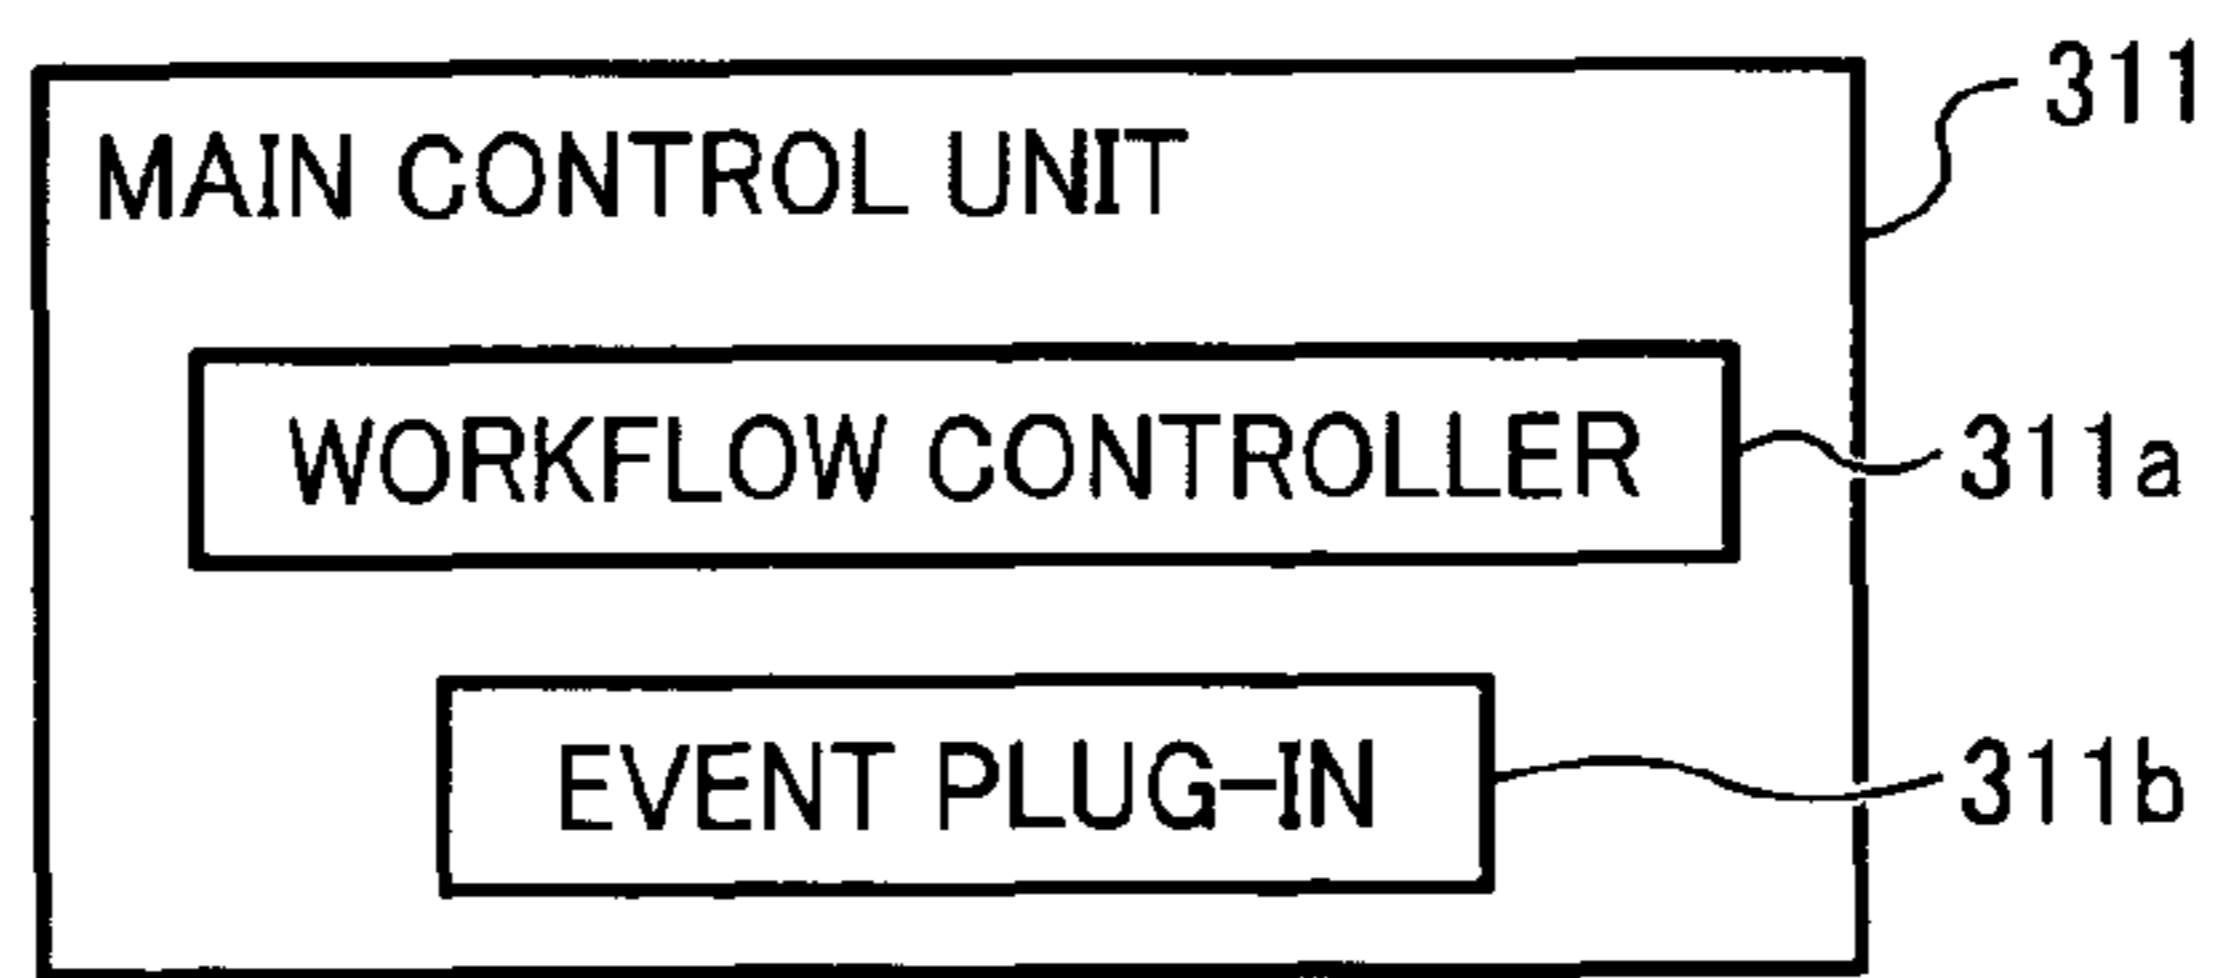 MAIN CONTROL UNIT
311
WORKFLOW CONTROLLER
311a
EVENT PLUG-IN
311b